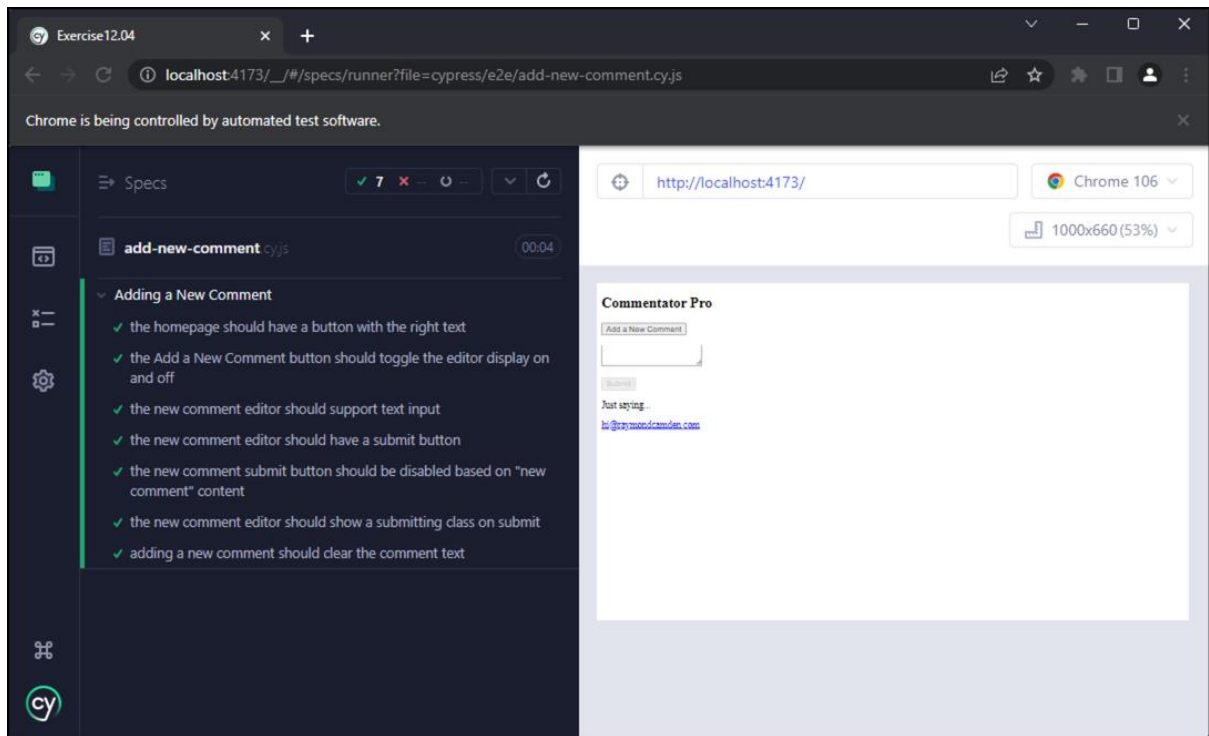 Exercise12.04
localhost:4173/__/#/specs/runner?file=cypress/e2e/add-new-comment.cy.js
Chrome is being controlled by automated test software.
Specs
7 -- --
http://localhost:4173/
Chrome 106
1000x660 (53%)
add-new-comment.cy.js
00:04
Adding a New Comment
the homepage should have a button with the right text
the Add a New Comment button should toggle the editor display on
and off
the new comment editor should support text input
the new comment editor should have a submit button
the new comment submit button should be disabled based on "new
comment" content
the new comment editor should show a submitting class on submit
adding a new comment should clear the comment text
Commentator Pro
Add a New Comment
Submit
Just saying...
hi@raymondcamden.com
cy